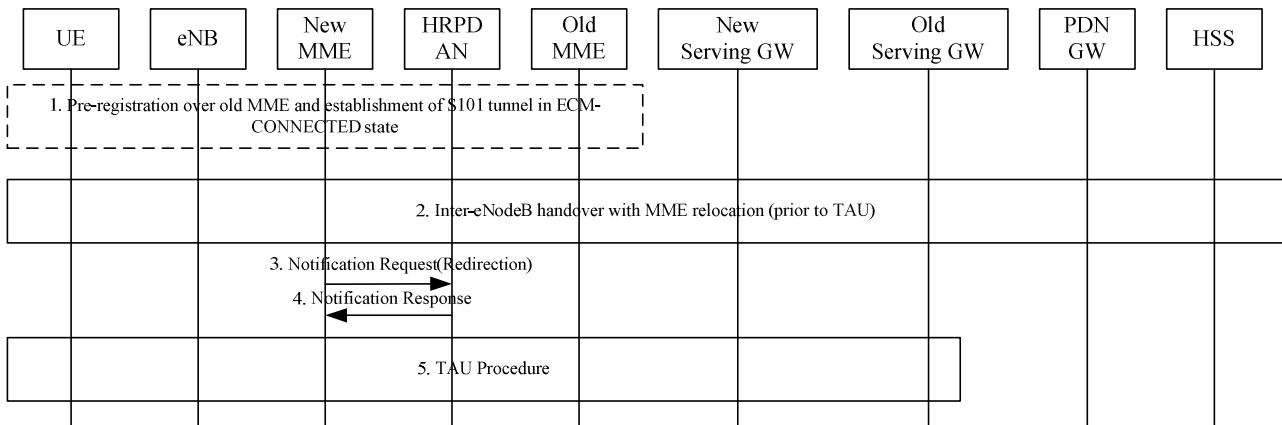 UE
eNB
New
MME
HRPD
AN
Old
MME
New
Serving GW
Old
Serving GW
PDN
GW
HSS
1. Pre-registration over old MME and establishment of S101 tunnel in ECM-
CONNECTED state
2. Inter-eNodeB handover with MME relocation (prior to TAU)
3. Notification Request(Redirection)
4. Notification Response
5. TAU Procedure